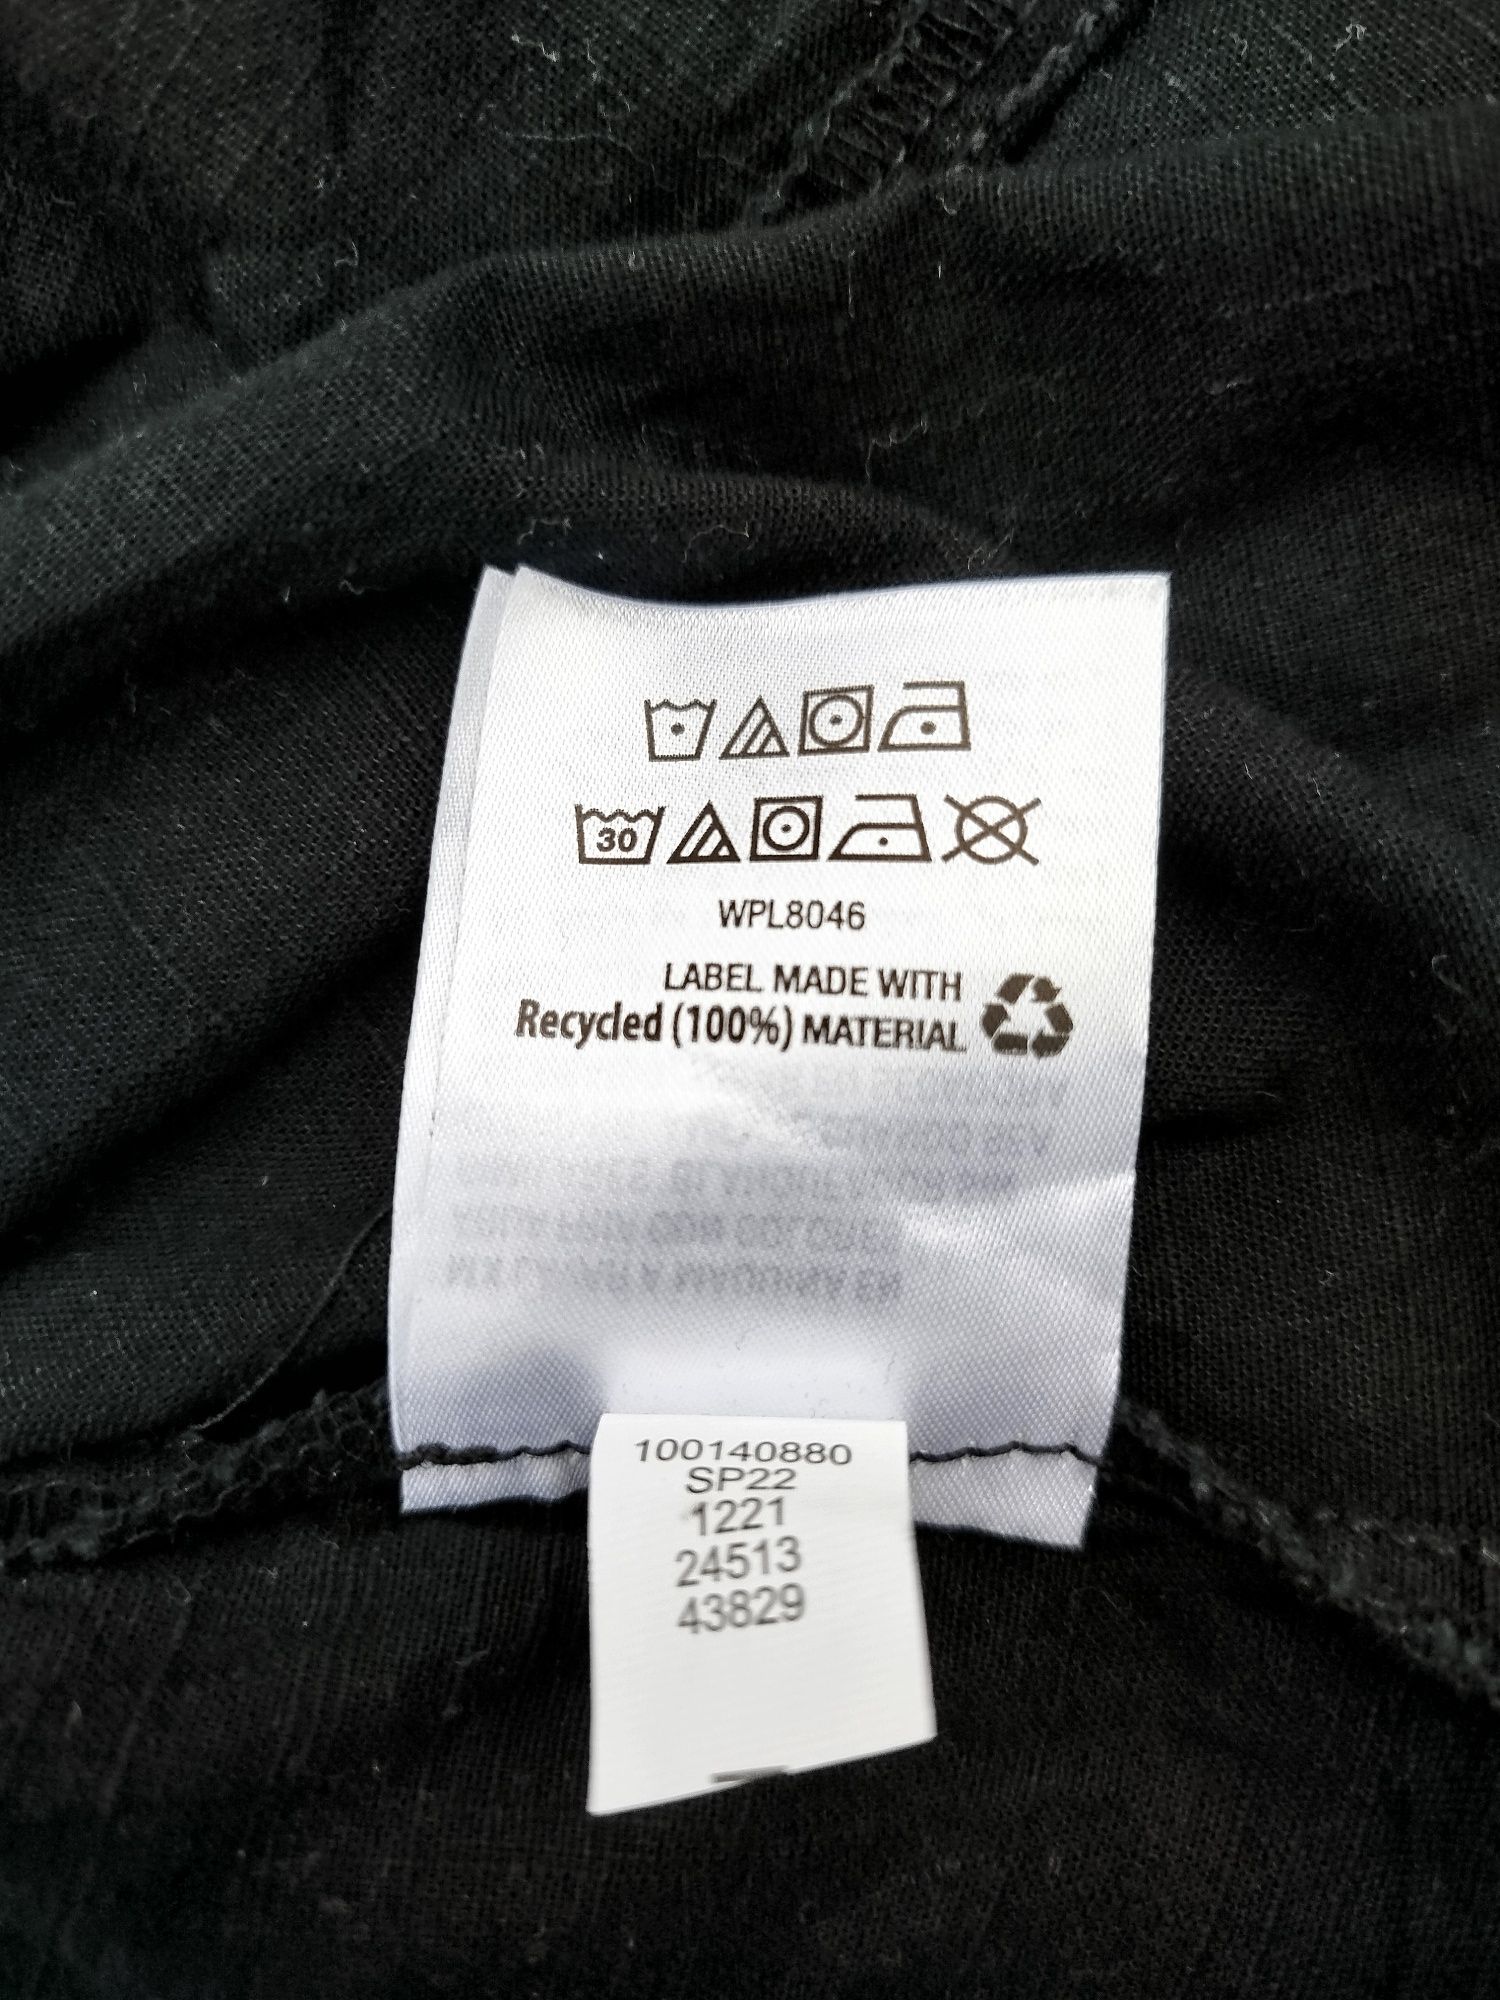 30
WPL8046
LABEL MADE WITH
Recycled (100%) MATERIAL
100140880
SP22
1221
24513
43829